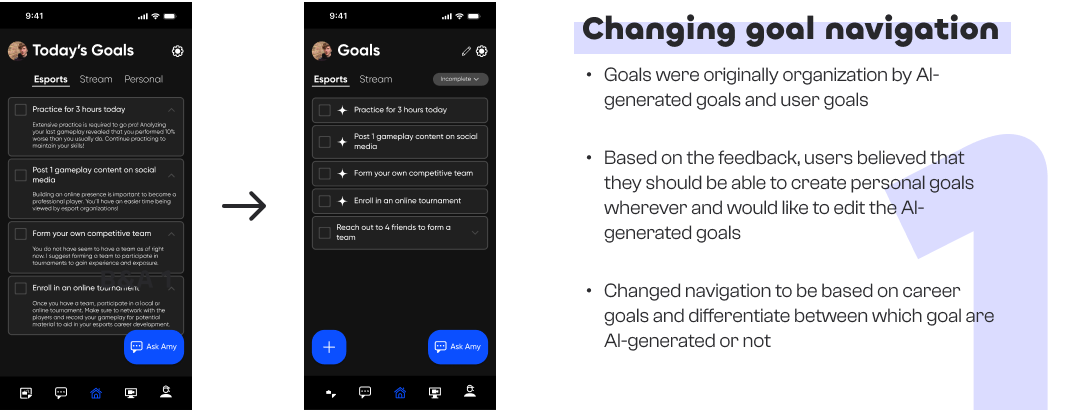 9:41
Today's Goals
Esports Stream Personal
Practice for 3 hours today
Extensive practice is required to go pro! Analyzing
your last gameplay revealed that you performed 10%
worse than you usually do. Continue practicing to
maintain your skills!
Post 1 gameplay content on social
media
Building an online presence is important to become a
professional player. You'll have an easier time being
viewed by esport organizations!
Form your own competitive team
You do not have seem to have a team as of right
now. I suggest forming a team to participate in
tournaments to gain experience and exposure.
Enroll in an online tournament
Once you have a team, participate in a local or
online tournament. Make sure to network with the
players and record your gameplay for potential
material to aid in your esports career development.
Ask Amy
9:41
Goals
Esports Stream Incomplete
Practice for 3 hours today
Post 1 gameplay content on social
media
Form your own competitive team
Enroll in an online tournament
Reach out to 4 friends to form a
team
+
Ask Amy
Changing goal navigation
• Goals were originally organization by AI-
generated goals and user goals
• Based on the feedback, users believed that
they should be able to create personal goals
wherever and would like to edit the AI-
generated goals
• Changed navigation to be based on career
goals and differentiate between which goal are
AI-generated or not
1